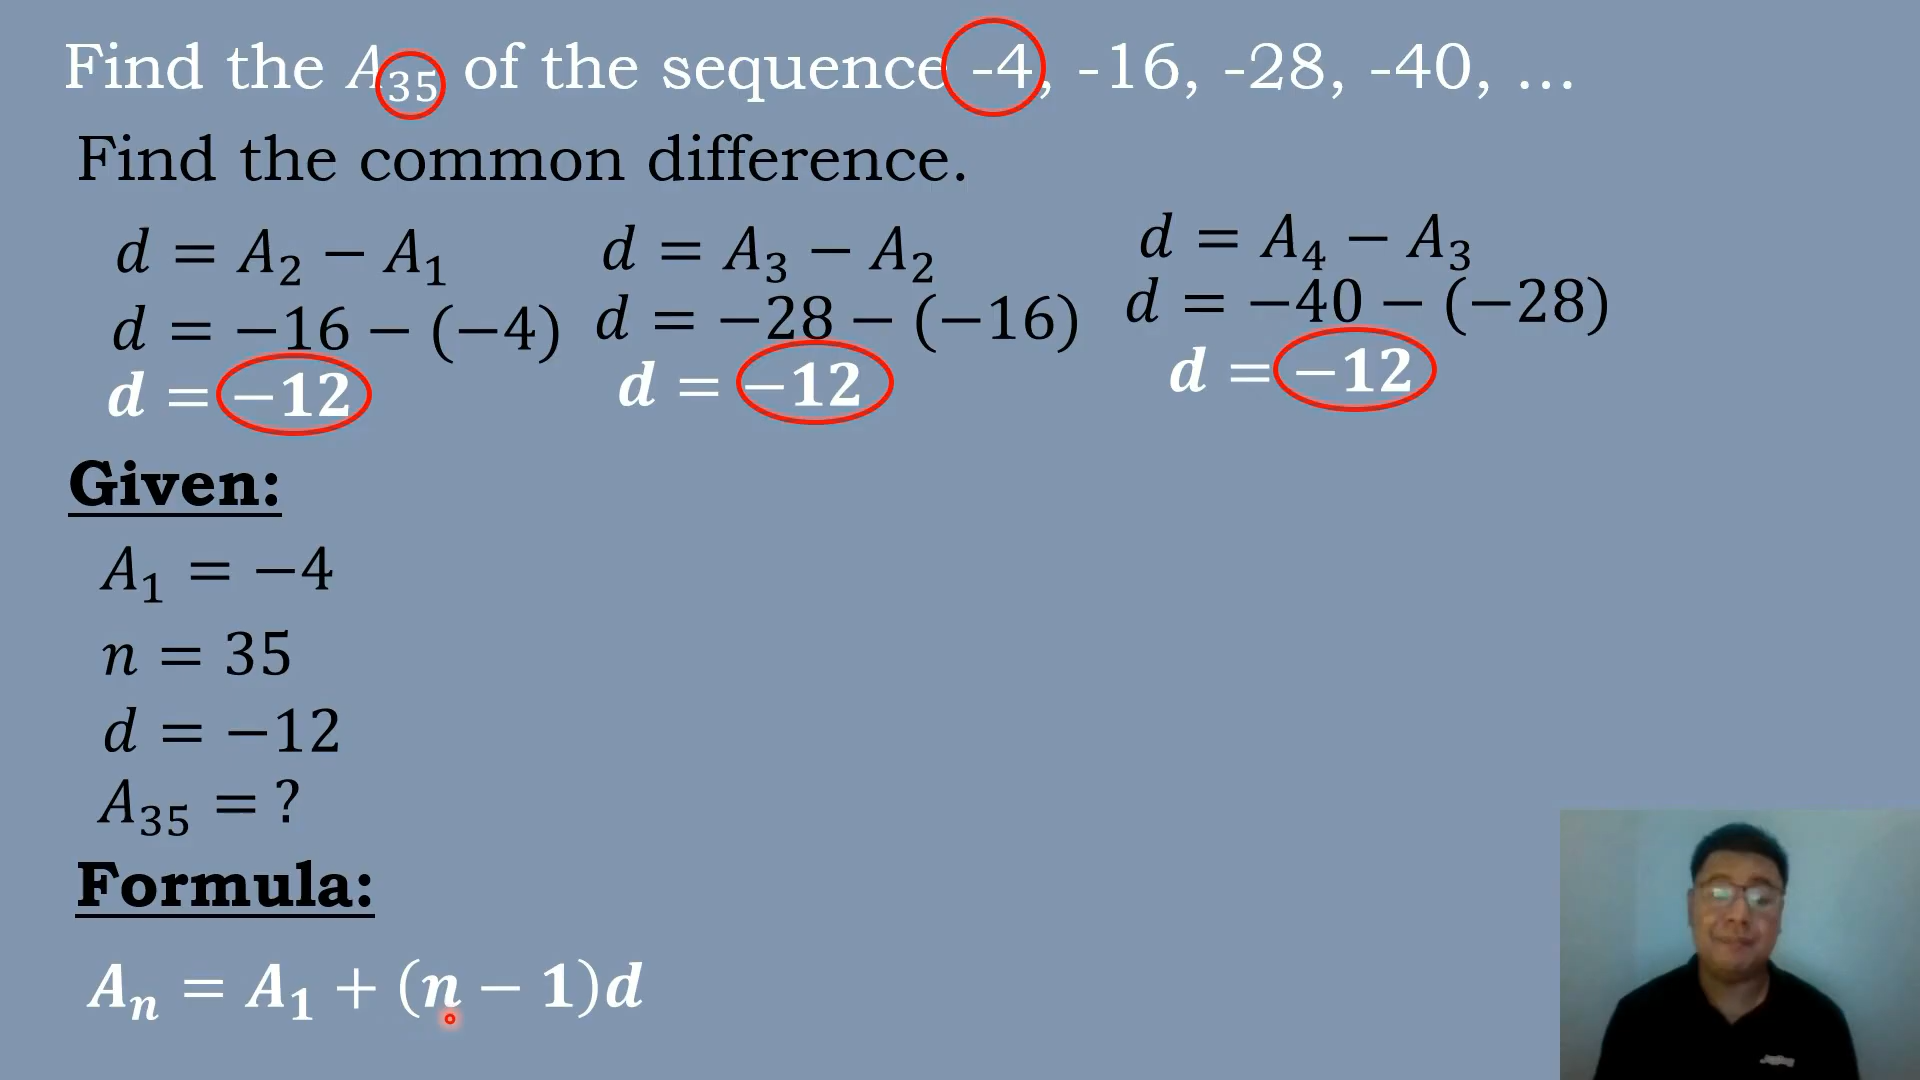 Find the A₃₅ of the sequence -4, -16, -28, -40, ...
Find the common difference.
d = A₂ − A₁
d = −16 − (−4)
d = −12
d = A₃ − A₂
d = −28 − (−16)
d = −12
d = A₄ − A₃
d = −40 − (−28)
d = −12
Given:
A₁ = −4
n = 35
d = −12
A₃₅ = ?
Formula:
Aₙ = A₁ + (n − 1)d